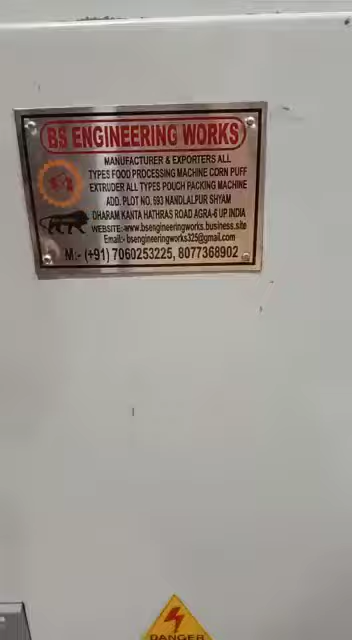 BS ENGINEERING WORKS
MANUFACTURER & EXPORTERS ALL
TYPES FOOD PROCESSING MACHINE CORN PUFF
EXTRUDER ALL TYPES POUCH PACKING MACHINE
ADD. PLOT NO. 693 NANDLALPUR SHYAM
DHARAM KANTA HATHRAS ROAD AGRA-6 UP INDIA
WEBSITE:-www.bsengineeringworks.business.site
Email:- bsengineeringworks325@gmail.com
M:- (+91) 7060253225, 8077368902
DANGER